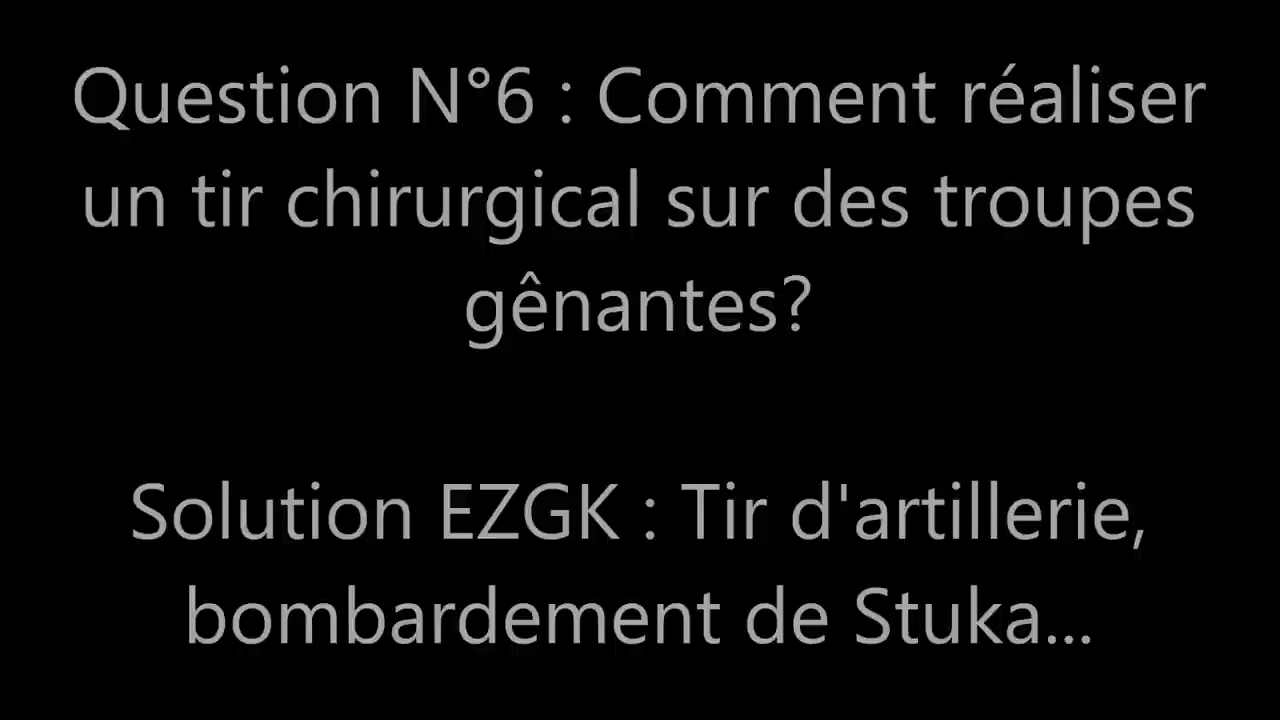 Question N°6 : Comment réaliser
un tir chirurgical sur des troupes
gênantes?
Solution EZGK : Tir d'artillerie,
bombardement de Stuka...